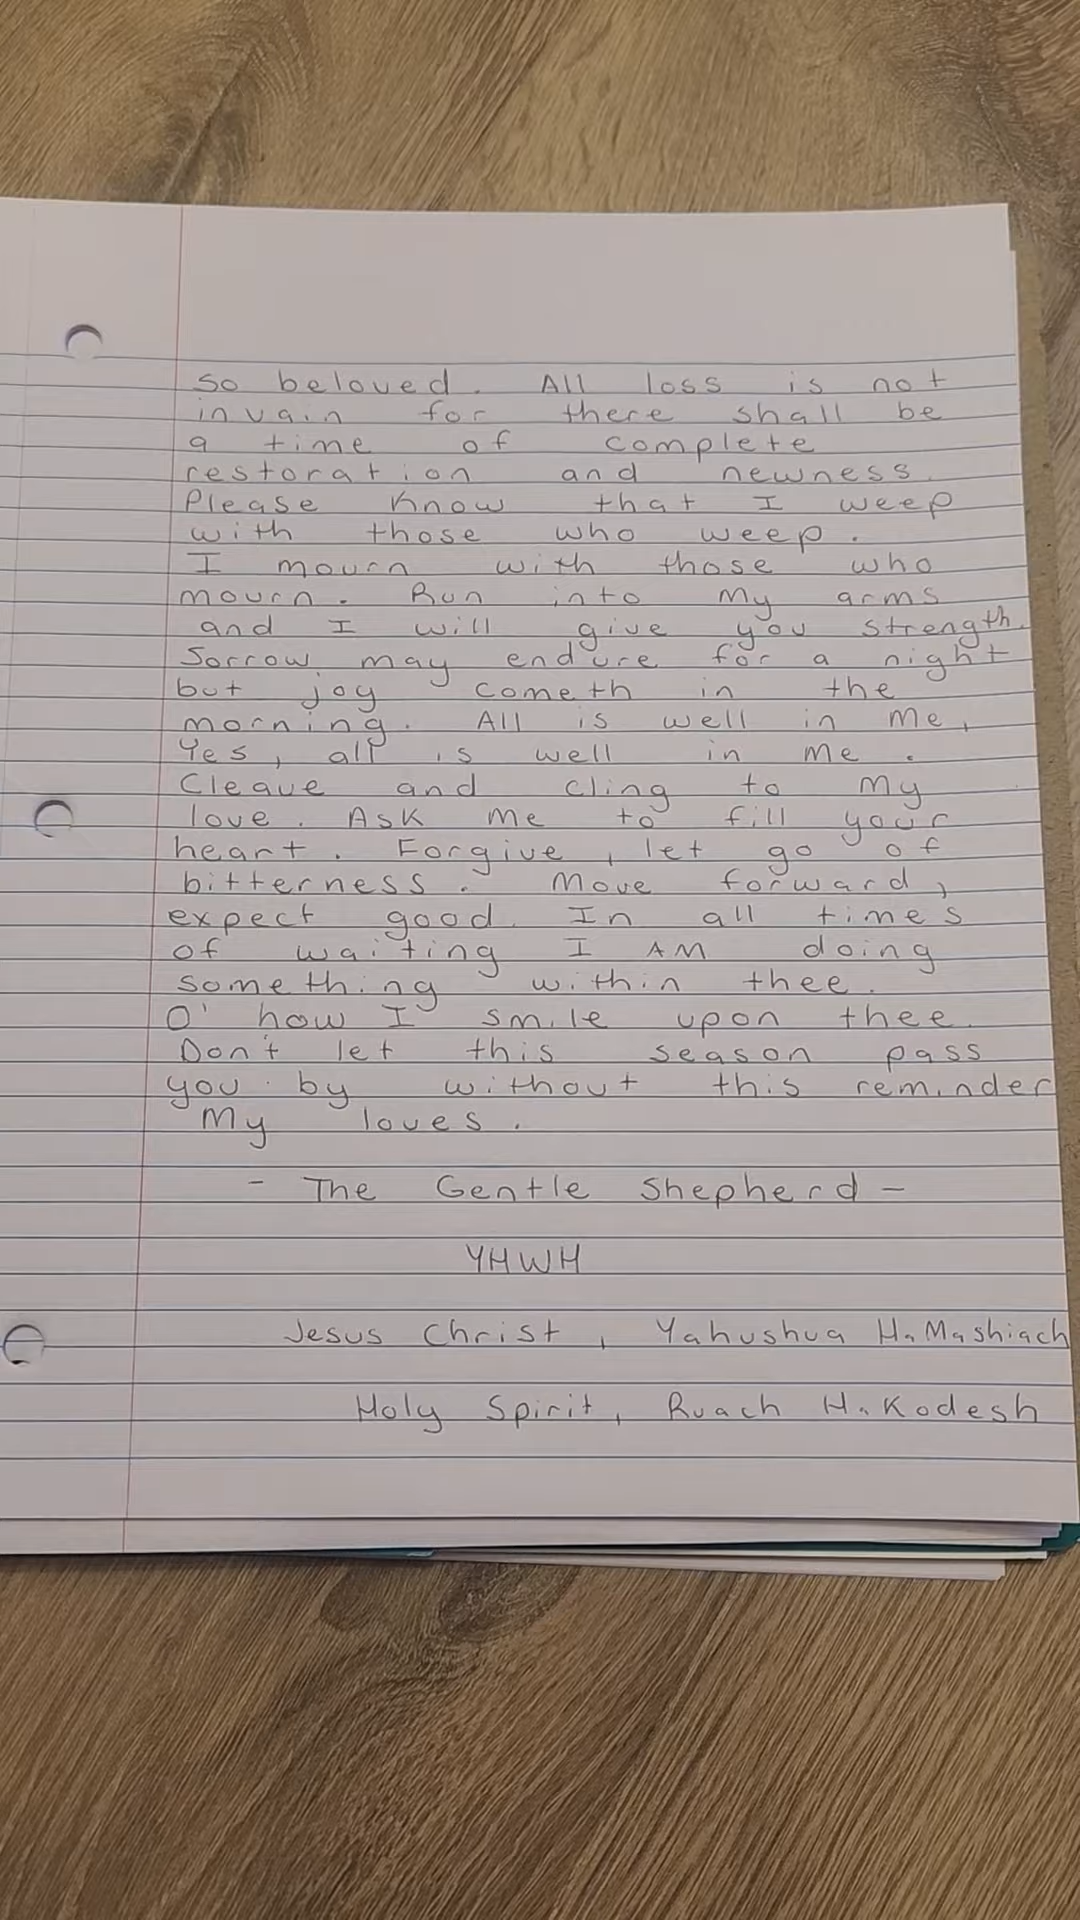 so beloved. All loss is not
in vain for there shall be
a time of complete
restoration and newness.
Please know that I weep
with those who weep.
I mourn with those who
mourn. Run into My arms
and I will give you strength.
Sorrow may endure for a night
but joy cometh in the
morning. All is well in Me,
Yes, all is well in Me.
Cleave and cling to My
love. Ask Me to fill your
heart. Forgive, let go of
bitterness. Move forward,
expect good. In all times
of waiting I AM doing
something within thee.
O' how I smile upon thee.
Don't let this season pass
you by without this reminder
My loves.
- The Gentle Shepherd -
YHWH
Jesus Christ, Yahushua HaMashiach
Holy Spirit, Ruach HaKodesh